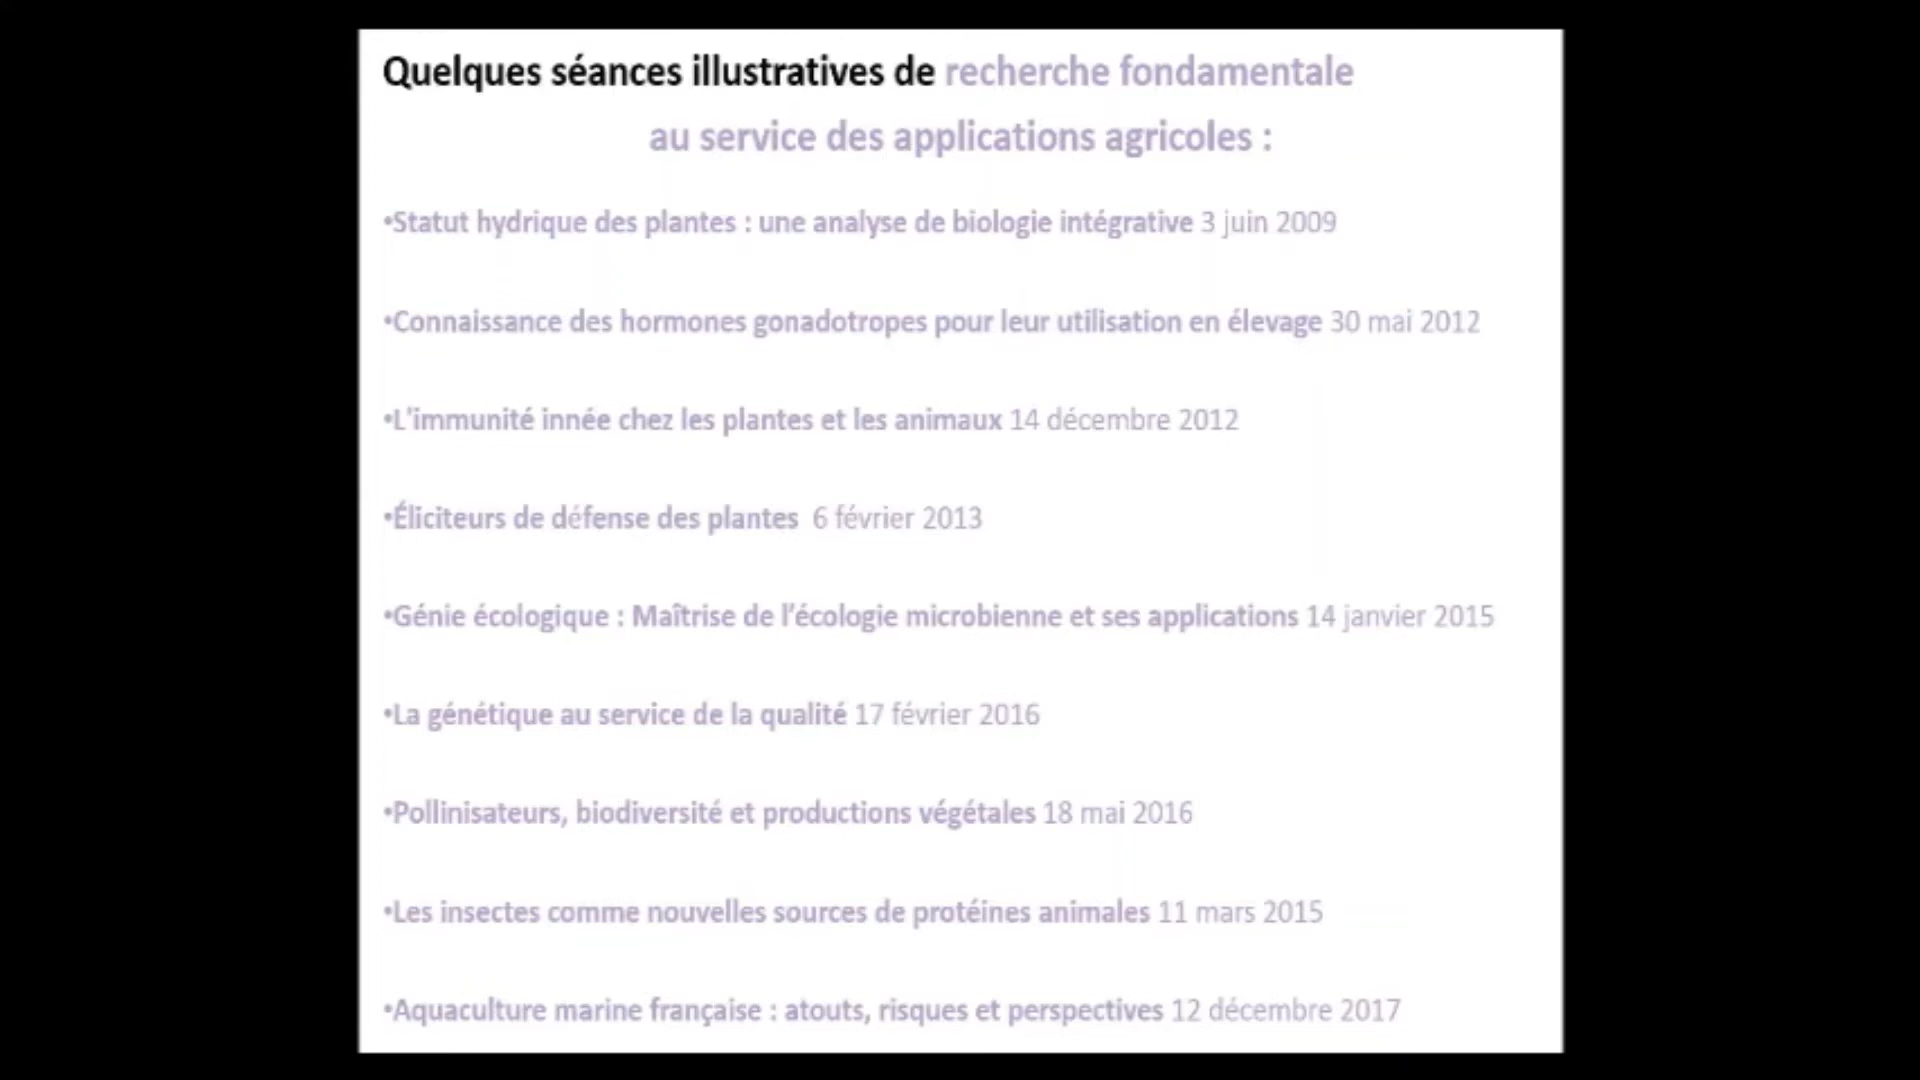 Quelques séances illustratives de recherche fondamentale
au service des applications agricoles :
•Statut hydrique des plantes : une analyse de biologie intégrative 3 juin 2009
•Connaissance des hormones gonadotropes pour leur utilisation en élevage 30 mai 2012
•L'immunité innée chez les plantes et les animaux 14 décembre 2012
•Éliciteurs de défense des plantes 6 février 2013
•Génie écologique : Maîtrise de l’écologie microbienne et ses applications 14 janvier 2015
•La génétique au service de la qualité 17 février 2016
•Pollinisateurs, biodiversité et productions végétales 18 mai 2016
•Les insectes comme nouvelles sources de protéines animales 11 mars 2015
•Aquaculture marine française : atouts, risques et perspectives 12 décembre 2017